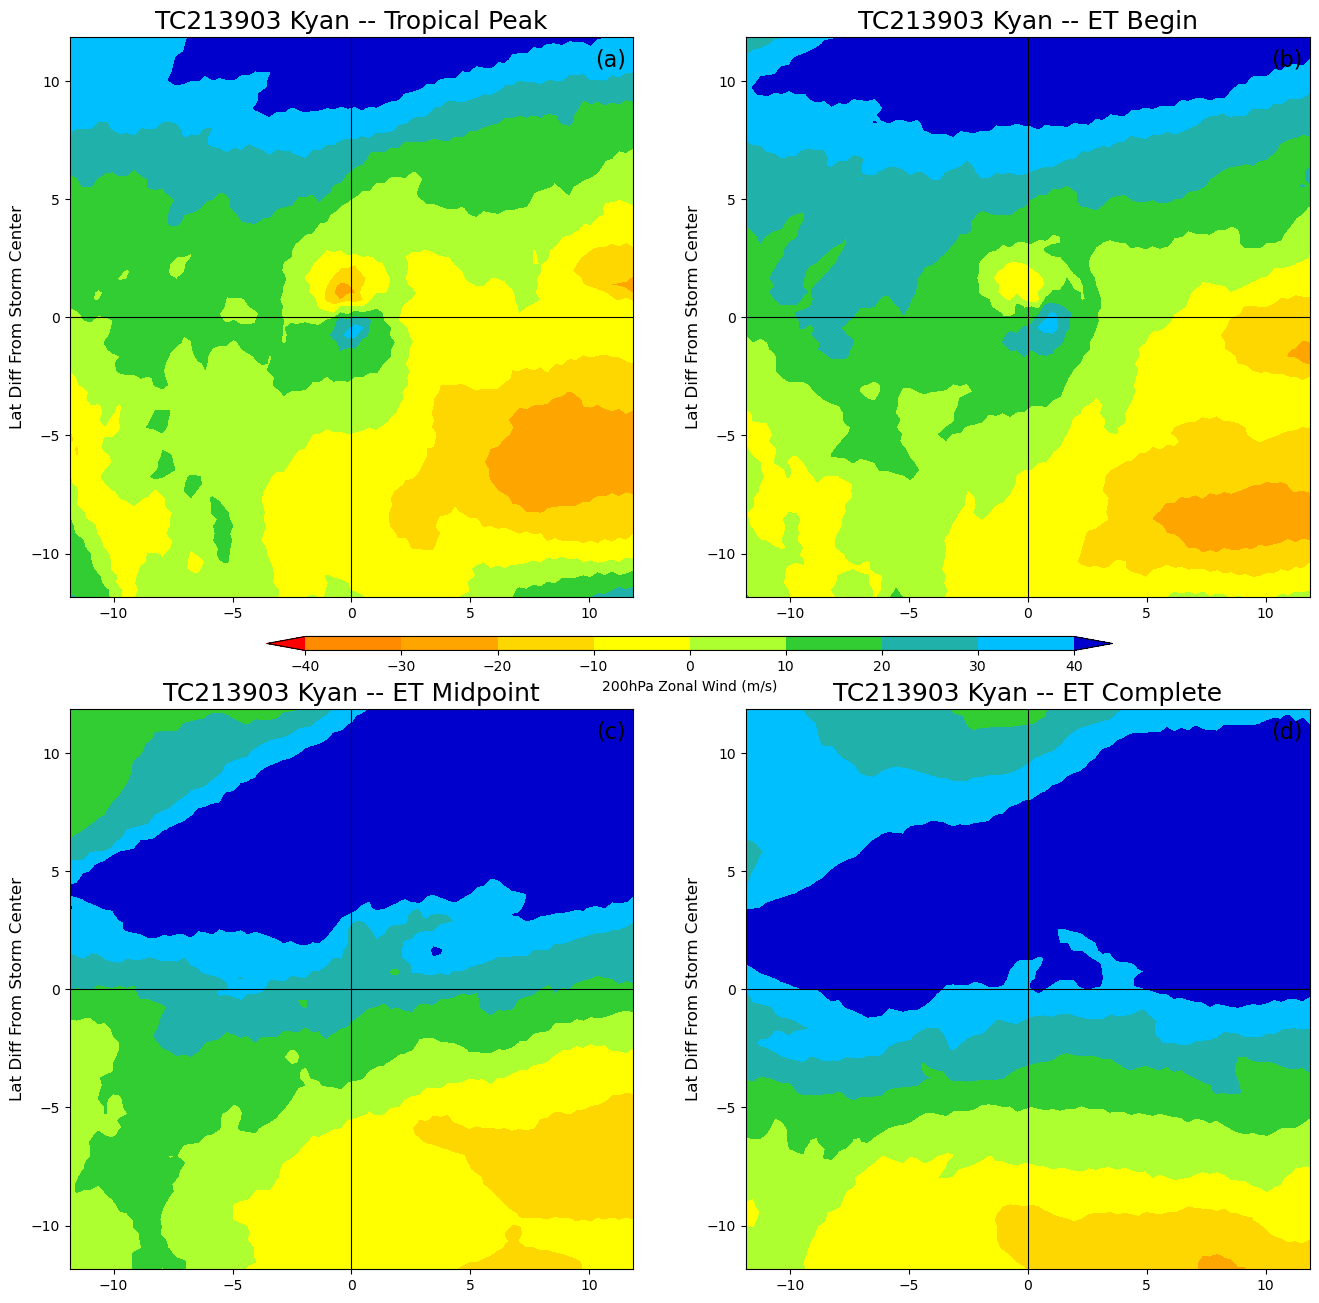 TC213903 Kyan -- Tropical Peak
TC213903 Kyan -- ET Begin
(a)
(b)
Lat Diff From Storm Center
Lat Diff From Storm Center
10
5
0
−5
−10
10
5
0
−5
−10
−10 −5 0 5 10
−10 −5 0 5 10
−40 −30 −20 −10 0 10 20 30 40
200hPa Zonal Wind (m/s)
TC213903 Kyan -- ET Midpoint
TC213903 Kyan -- ET Complete
(c)
(d)
Lat Diff From Storm Center
Lat Diff From Storm Center
10
5
0
−5
−10
10
5
0
−5
−10
−10 −5 0 5 10
−10 −5 0 5 10